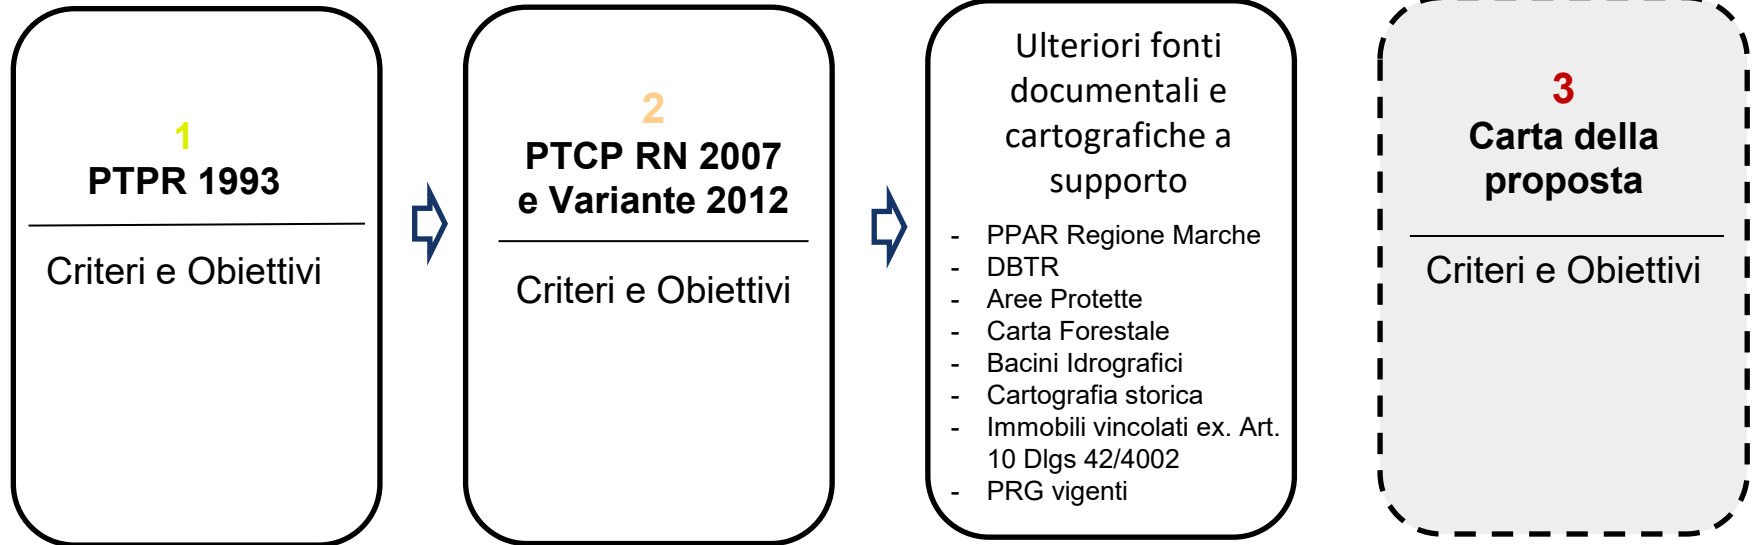 1
PTPR 1993
Criteri e Obiettivi
2
PTCP RN 2007
e Variante 2012
Criteri e Obiettivi
Ulteriori fonti
documentali e
cartografiche a
supporto
- PPAR Regione Marche
- DBTR
- Aree Protette
- Carta Forestale
- Bacini Idrografici
- Cartografia storica
- Immobili vincolati ex. Art.
10 Dlgs 42/4002
- PRG vigenti
3
Carta della
proposta
Criteri e Obiettivi